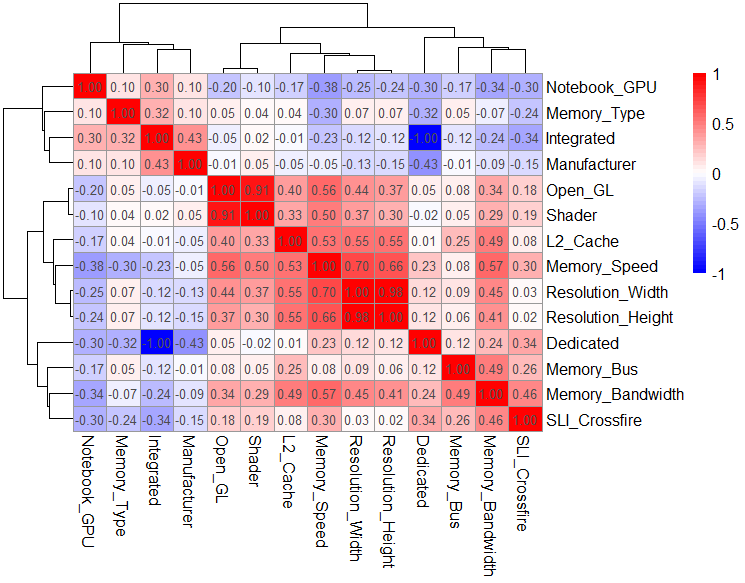 1.00 0.10 0.30 0.10 -0.20 -0.10 -0.17 -0.38 -0.25 -0.24 -0.30 -0.17 -0.34 -0.30 Notebook_GPU
0.10 1.00 0.32 0.10 0.05 0.04 0.04 -0.30 0.07 0.07 -0.32 0.05 -0.07 -0.24 Memory_Type
0.30 0.32 1.00 0.43 -0.05 0.02 -0.01 -0.23 -0.12 -0.12 -1.00 -0.12 -0.24 -0.34 Integrated
0.10 0.10 0.43 1.00 -0.01 0.05 -0.05 -0.05 -0.13 -0.15 -0.43 -0.01 -0.09 -0.15 Manufacturer
-0.20 0.05 -0.05 -0.01 1.00 0.91 0.40 0.56 0.44 0.37 0.05 0.08 0.34 0.18 Open_GL
-0.10 0.04 0.02 0.05 0.91 1.00 0.33 0.50 0.37 0.30 -0.02 0.05 0.29 0.19 Shader
-0.17 0.04 -0.01 -0.05 0.40 0.33 1.00 0.53 0.55 0.55 0.01 0.25 0.49 0.08 L2_Cache
-0.38 -0.30 -0.23 -0.05 0.56 0.50 0.53 1.00 0.70 0.66 0.23 0.08 0.57 0.30 Memory_Speed
-0.25 0.07 -0.12 -0.13 0.44 0.37 0.55 0.70 1.00 0.98 0.12 0.09 0.45 0.03 Resolution_Width
-0.24 0.07 -0.12 -0.15 0.37 0.30 0.55 0.66 0.98 1.00 0.12 0.06 0.41 0.02 Resolution_Height
-0.30 -0.32 -1.00 -0.43 0.05 -0.02 0.01 0.23 0.12 0.12 1.00 0.12 0.24 0.34 Dedicated
-0.17 0.05 -0.12 -0.01 0.08 0.05 0.25 0.08 0.09 0.06 0.12 1.00 0.49 0.26 Memory_Bus
-0.34 -0.07 -0.24 -0.09 0.34 0.29 0.49 0.57 0.45 0.41 0.24 0.49 1.00 0.46 Memory_Bandwidth
-0.30 -0.24 -0.34 -0.15 0.18 0.19 0.08 0.30 0.03 0.02 0.34 0.26 0.46 1.00 SLI_Crossfire
Notebook_GPU
Memory_Type
Integrated
Manufacturer
Open_GL
Shader
L2_Cache
Memory_Speed
Resolution_Width
Resolution_Height
Dedicated
Memory_Bus
Memory_Bandwidth
SLI_Crossfire
1
0.5
0
-0.5
-1